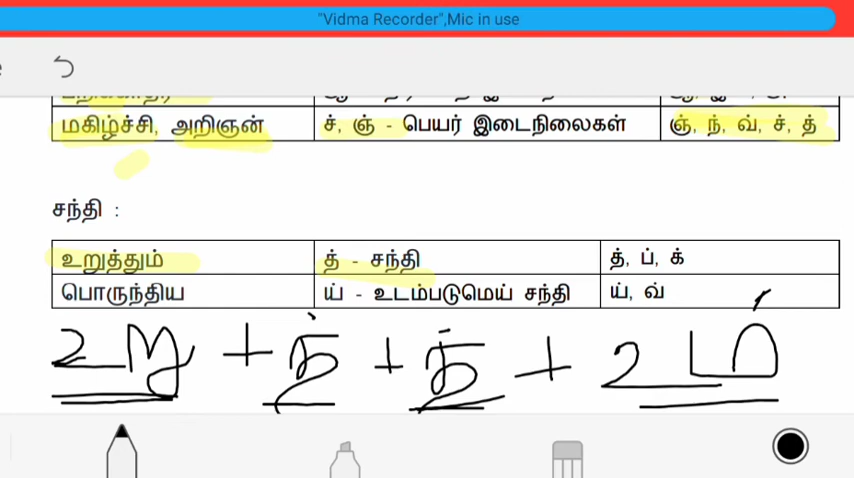 "Vidma Recorder",Mic in use
மகிழ்ச்சி, அறிஞன் ச், ஞ் - பெயர் இடைநிலைகள் ஞ், ந், வ், ச், த்
சந்தி :
உறுத்தும் த் - சந்தி த், ப், க்
பொருந்திய ய் - உடம்படுமெய் சந்தி ய், வ்
உறு + த் + த் + உம்